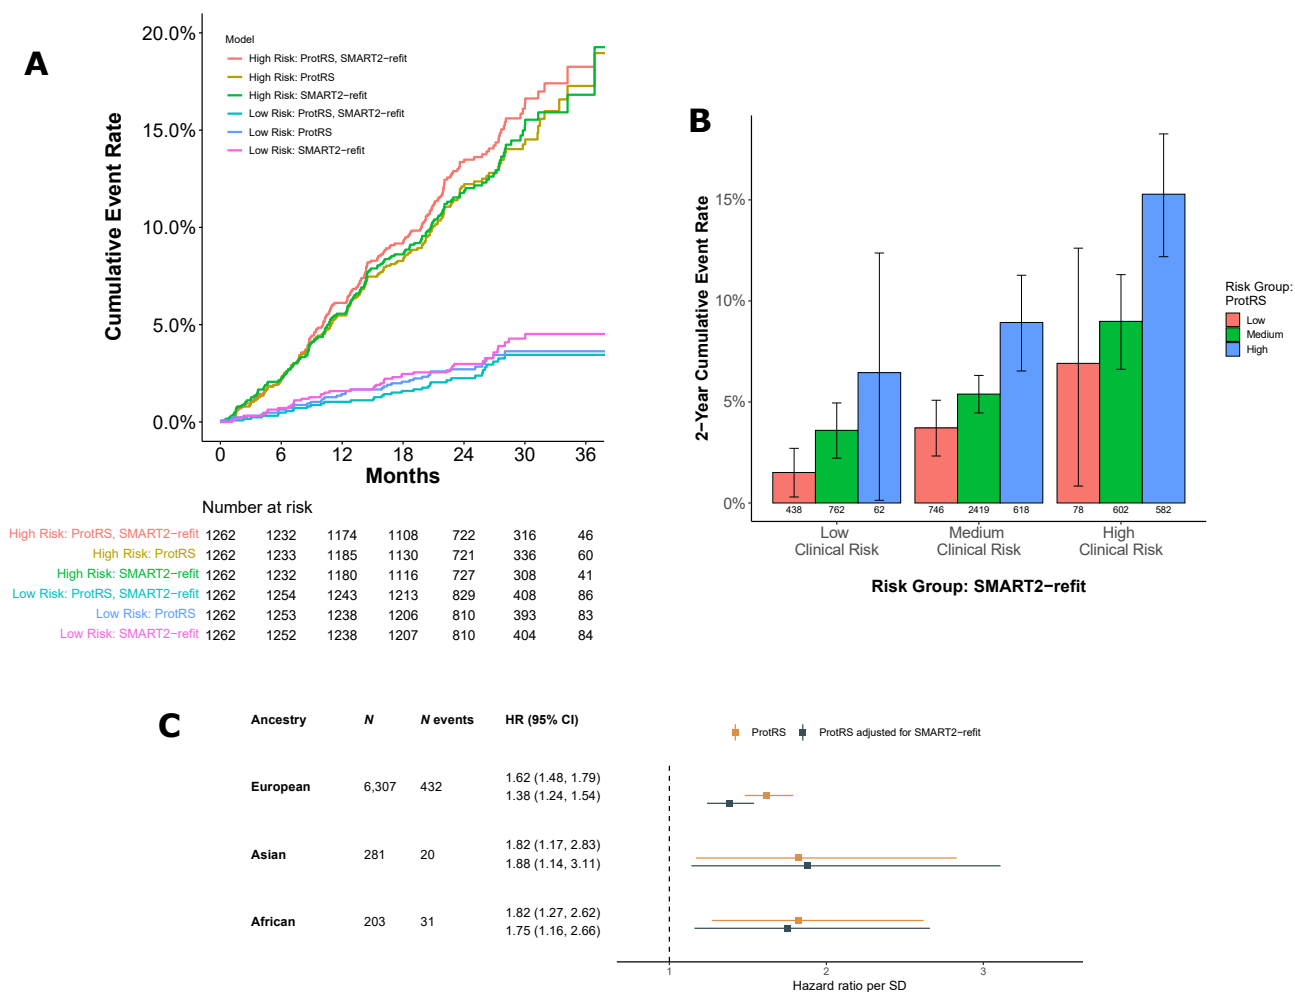 A
20.0%
15.0%
10.0%
5.0%
0.0%
Cumulative Event Rate
Model
High Risk: ProtRS, SMART2−refit
High Risk: ProtRS
High Risk: SMART2−refit
Low Risk: ProtRS, SMART2−refit
Low Risk: ProtRS
Low Risk: SMART2−refit
0 6 12 18 24 30 36
Months
Number at risk
High Risk: ProtRS, SMART2−refit 1262 1232 1174 1108 722 316 46
High Risk: ProtRS 1262 1233 1185 1130 721 336 60
High Risk: SMART2−refit 1262 1232 1180 1116 727 308 41
Low Risk: ProtRS, SMART2−refit 1262 1254 1243 1213 829 408 86
Low Risk: ProtRS 1262 1253 1238 1206 810 393 83
Low Risk: SMART2−refit 1262 1252 1238 1207 810 404 84
B
15%
10%
5%
0%
2−Year Cumulative Event Rate
438 762 62 746 2419 618 78 602 582
Low Medium High
Clinical Risk Clinical Risk Clinical Risk
Risk Group: SMART2−refit
Risk Group:
ProtRS
Low
Medium
High
C
Ancestry N N events HR (95% CI)
European 6,307 432
1.62 (1.48, 1.79)
1.38 (1.24, 1.54)
Asian 281 20
1.82 (1.17, 2.83)
1.88 (1.14, 3.11)
African 203 31
1.82 (1.27, 2.62)
1.75 (1.16, 2.66)
ProtRS ProtRS adjusted for SMART2−refit
1 2 3
Hazard ratio per SD